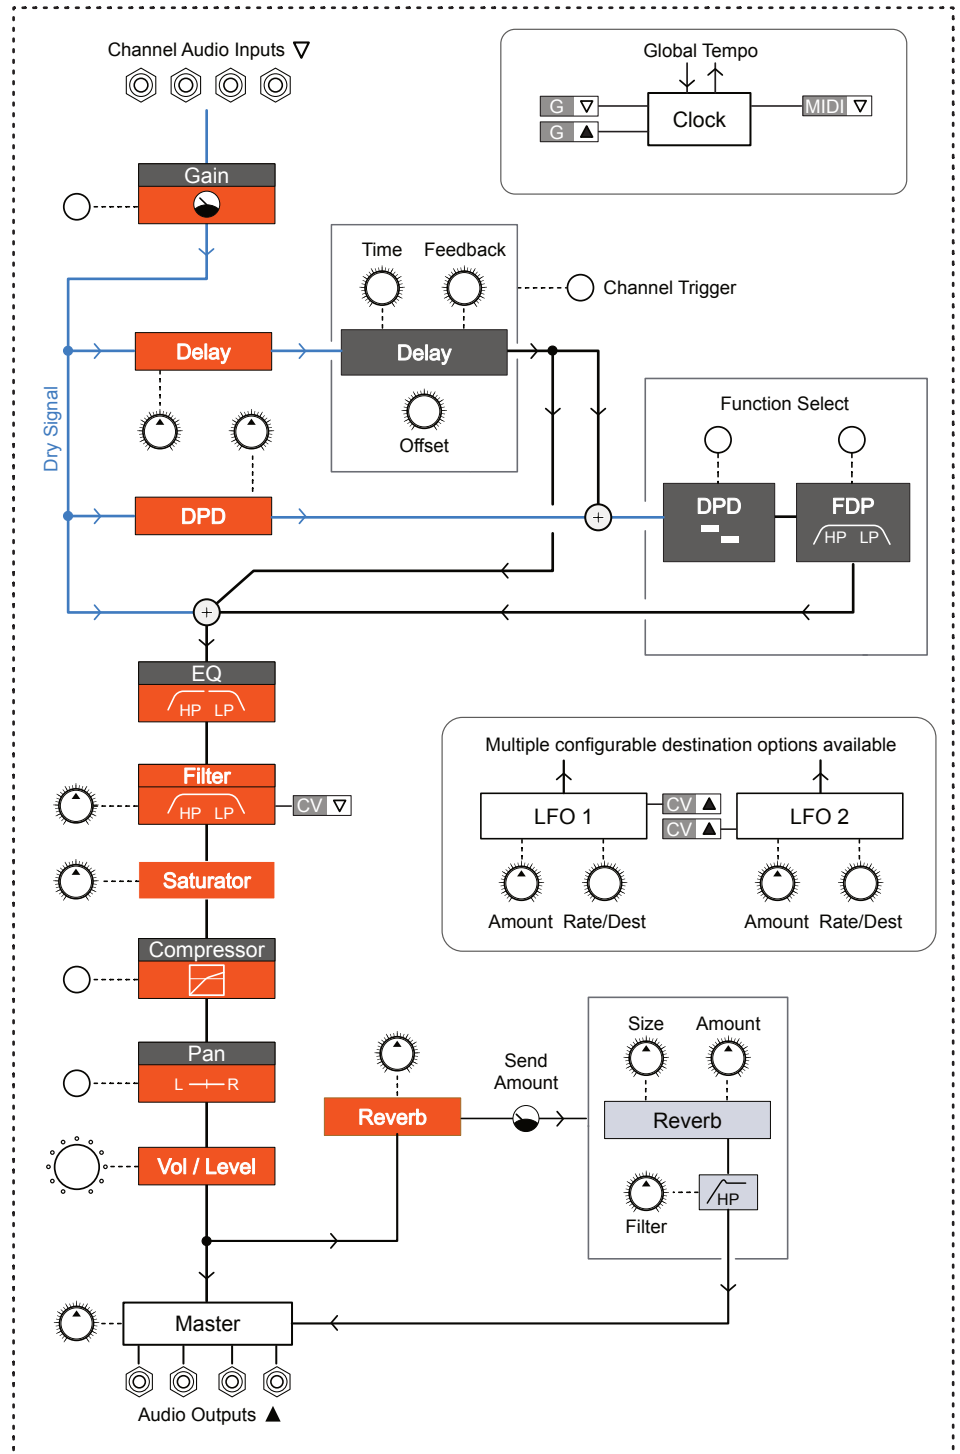 Channel Audio Inputs ▽
Global Tempo
G ▽
G ▲
Clock
MIDI ▽
Gain
Time Feedback
Channel Trigger
Delay
Delay
Offset
Dry Signal
Function Select
DPD
DPD
FDP
HP LP
EQ
HP LP
Multiple configurable destination options available
Filter
HP LP
CV ▽
LFO 1
CV ▲
CV ▲
LFO 2
Saturator
Amount Rate/Dest
Amount Rate/Dest
Compressor
Size Amount
Pan
L R
Send
Amount
Reverb
Reverb
Vol / Level
HP
Filter
Master
Audio Outputs ▲